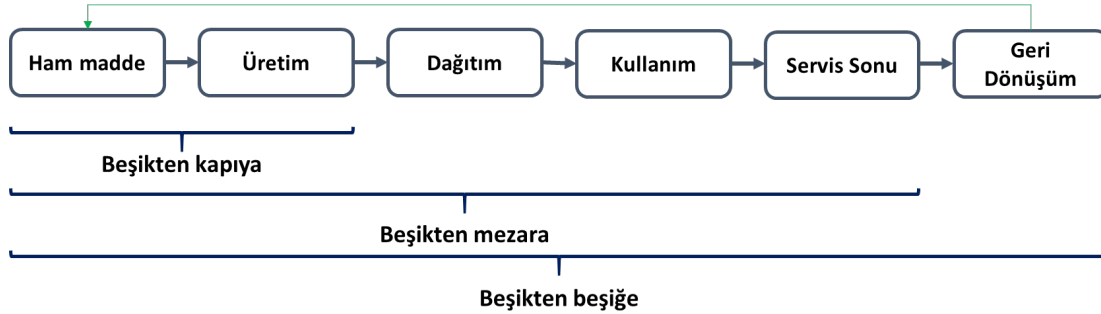 Ham madde
Üretim
Dağıtım
Kullanım
Servis Sonu
Geri
Dönüşüm
Beşikten kapıya
Beşikten mezara
Beşikten beşiğe